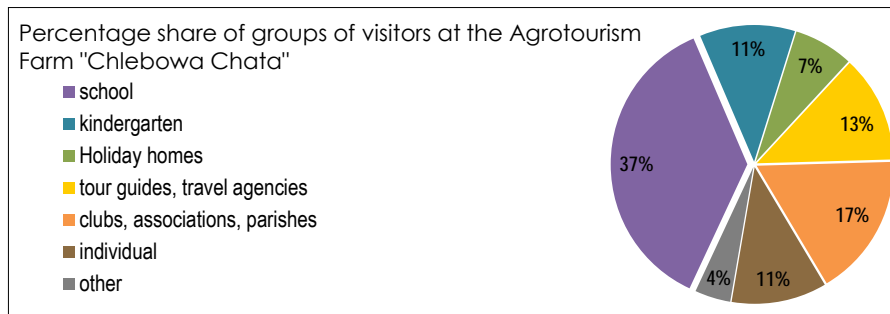 Percentage share of groups of visitors at the Agrotourism
Farm "Chlebowa Chata"
school
kindergarten
Holiday homes
tour guides, travel agencies
clubs, associations, parishes
individual
other
11%
7%
13%
37%
17%
4%
11%